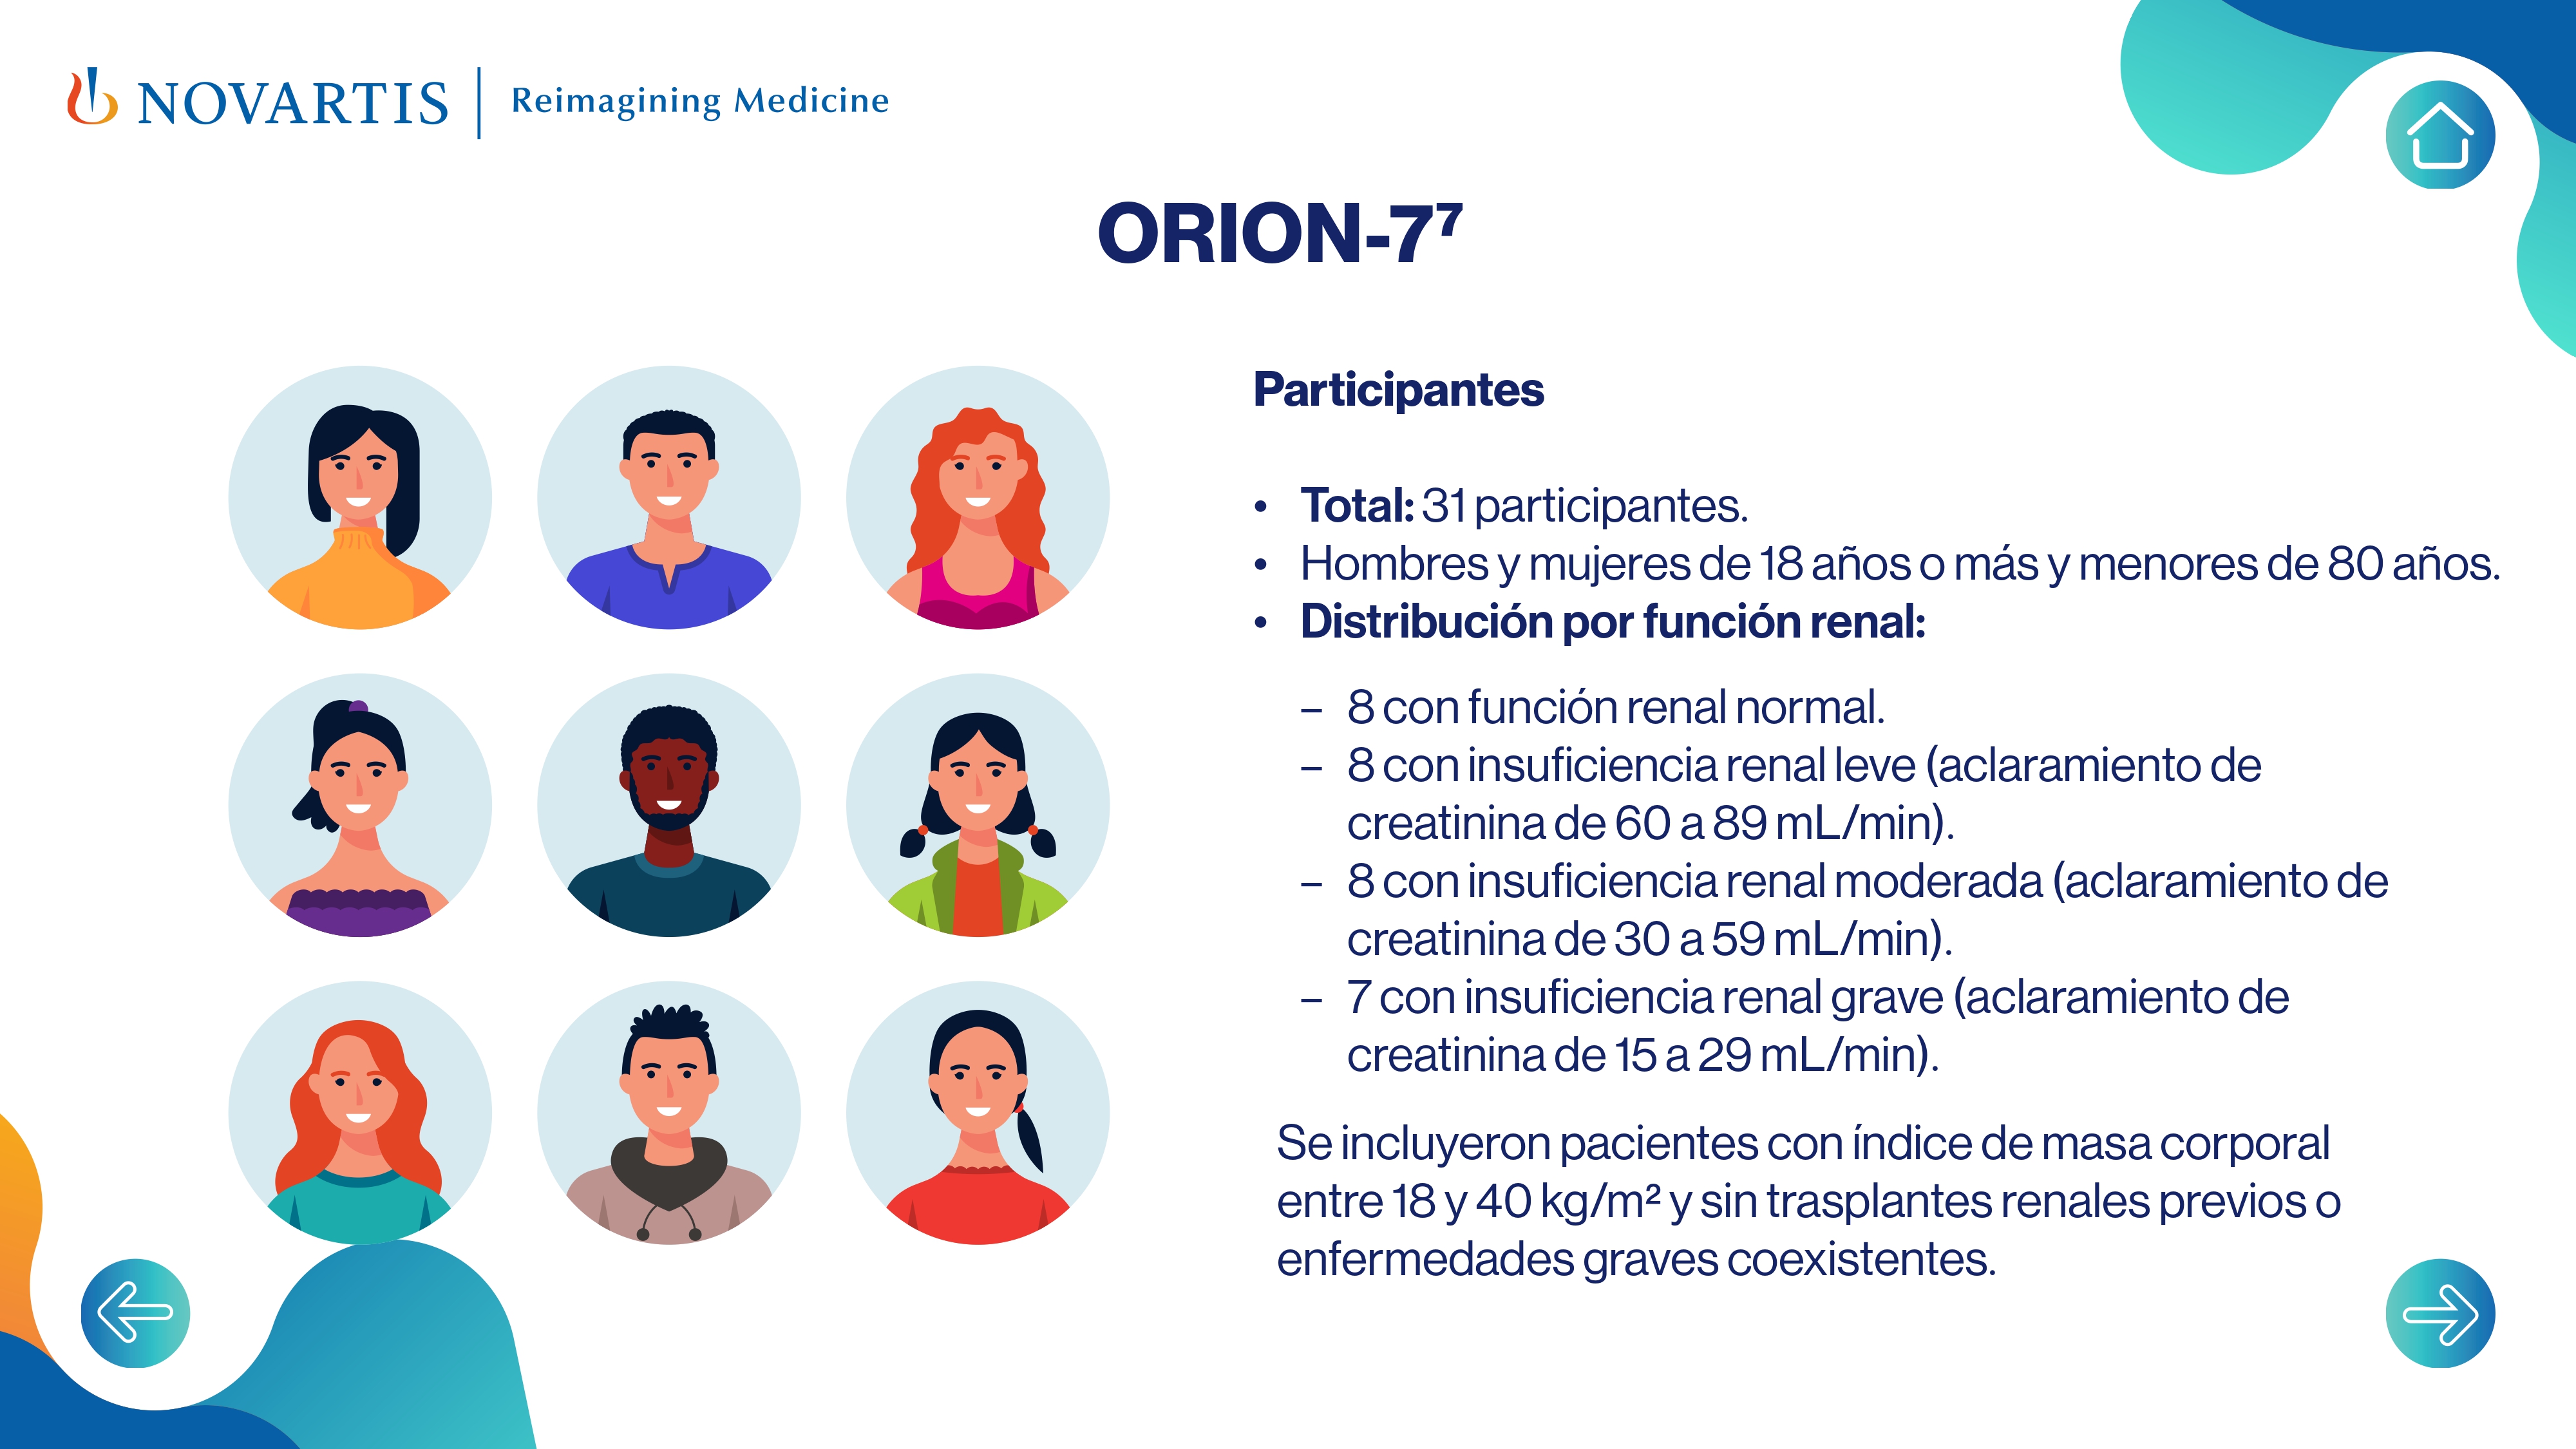 NOVARTIS | Reimagining Medicine
ORION-7⁷
Participantes
• Total: 31 participantes.
• Hombres y mujeres de 18 años o más y menores de 80 años.
• Distribución por función renal:
– 8 con función renal normal.
– 8 con insuficiencia renal leve (aclaramiento de
creatinina de 60 a 89 mL/min).
– 8 con insuficiencia renal moderada (aclaramiento de
creatinina de 30 a 59 mL/min).
– 7 con insuficiencia renal grave (aclaramiento de
creatinina de 15 a 29 mL/min).
Se incluyeron pacientes con índice de masa corporal
entre 18 y 40 kg/m² y sin trasplantes renales previos o
enfermedades graves coexistentes.